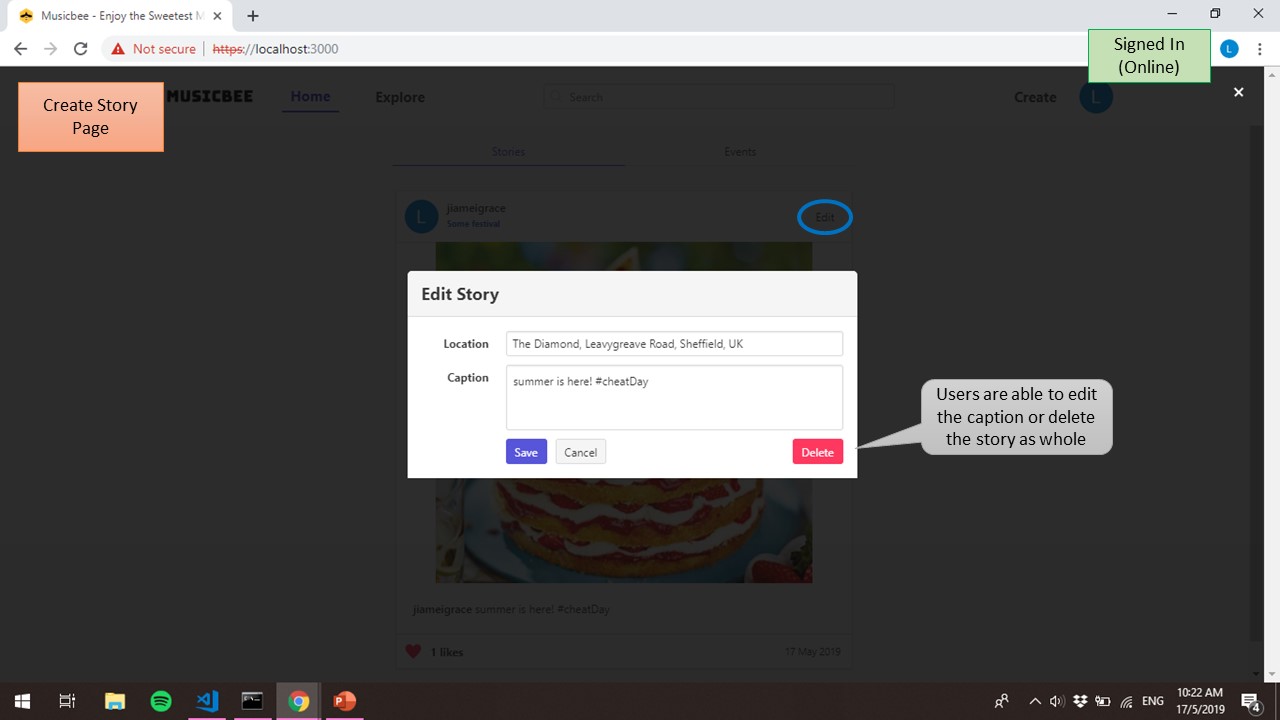 Musicbee - Enjoy the Sweetest M
Not secure
https://localhost:3000
Signed In
(Online)
L
Create Story
Page
MUSICBEE
Home
Explore
Search
Create
L
Stories
Events
L
jiameigrace
Some festival
Edit
Edit Story
Location
The Diamond, Leavygreave Road, Sheffield, UK
Caption
summer is here! #cheatDay
Save
Cancel
Delete
Users are able to edit
the caption or delete
the story as whole
jiameigrace summer is here! #cheatDay
1 likes
17 May 2019
ENG
10:22 AM
17/5/2019
4